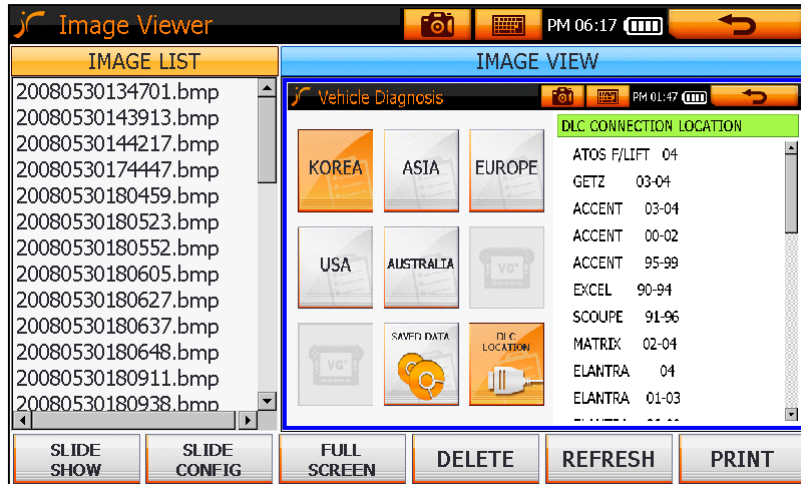 Image Viewer
PM 06:17
IMAGE LIST
IMAGE VIEW
20080530134701.bmp
20080530143913.bmp
20080530144217.bmp
20080530174447.bmp
20080530180459.bmp
20080530180523.bmp
20080530180552.bmp
20080530180605.bmp
20080530180627.bmp
20080530180637.bmp
20080530180648.bmp
20080530180911.bmp
20080530180938.bmp
Vehicle Diagnosis
PM 01:47
KOREA
ASIA
EUROPE
USA
AUSTRALIA
VG+
VG+
SAVED DATA
DLC
LOCATION
DLC CONNECTION LOCATION
ATOS F/LIFT 04
GETZ 03-04
ACCENT 03-04
ACCENT 00-02
ACCENT 95-99
EXCEL 90-94
SCOUPE 91-96
MATRIX 02-04
ELANTRA 04
ELANTRA 01-03
SLIDE
SHOW
SLIDE
CONFIG
FULL
SCREEN
DELETE
REFRESH
PRINT